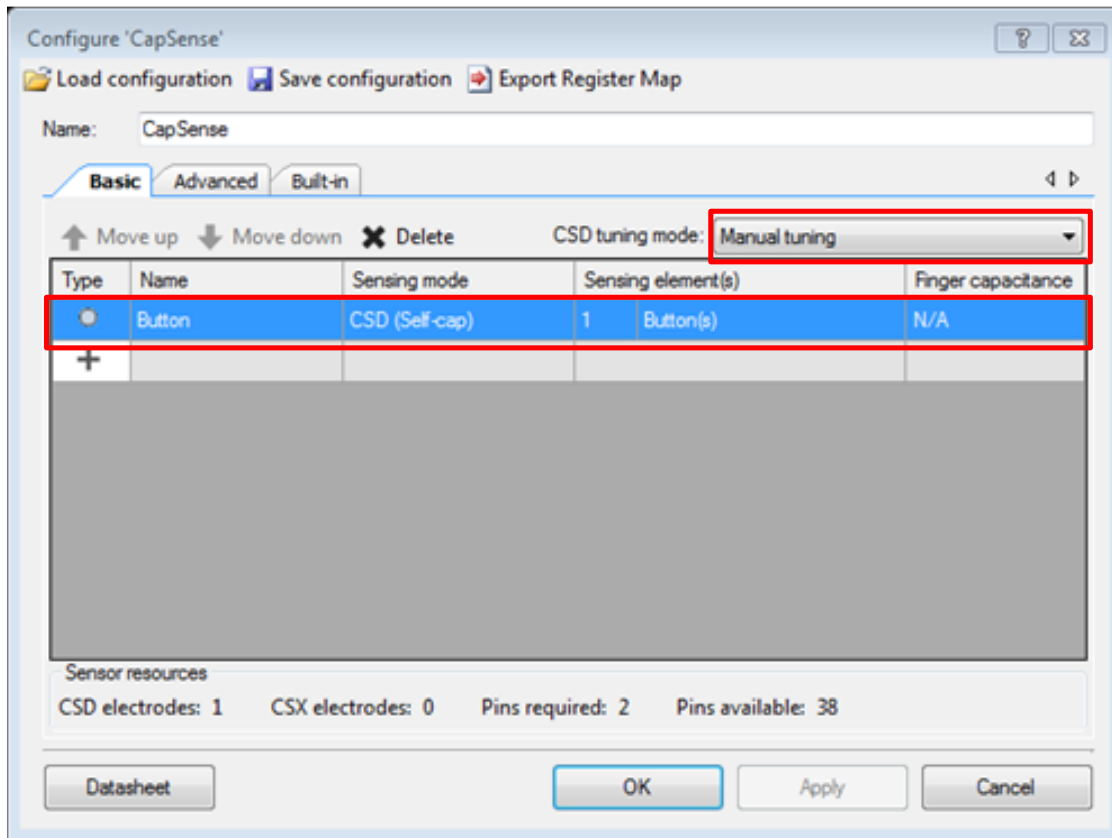 Configure 'CapSense'
Load configuration Save configuration Export Register Map
Name: CapSense
Basic Advanced Built-in
Move up Move down Delete CSD tuning mode: Manual tuning
Type Name Sensing mode Sensing element(s) Finger capacitance
Button CSD (Self-cap) 1 Button(s) N/A
Sensor resources
CSD electrodes: 1 CSX electrodes: 0 Pins required: 2 Pins available: 38
Datasheet OK Apply Cancel